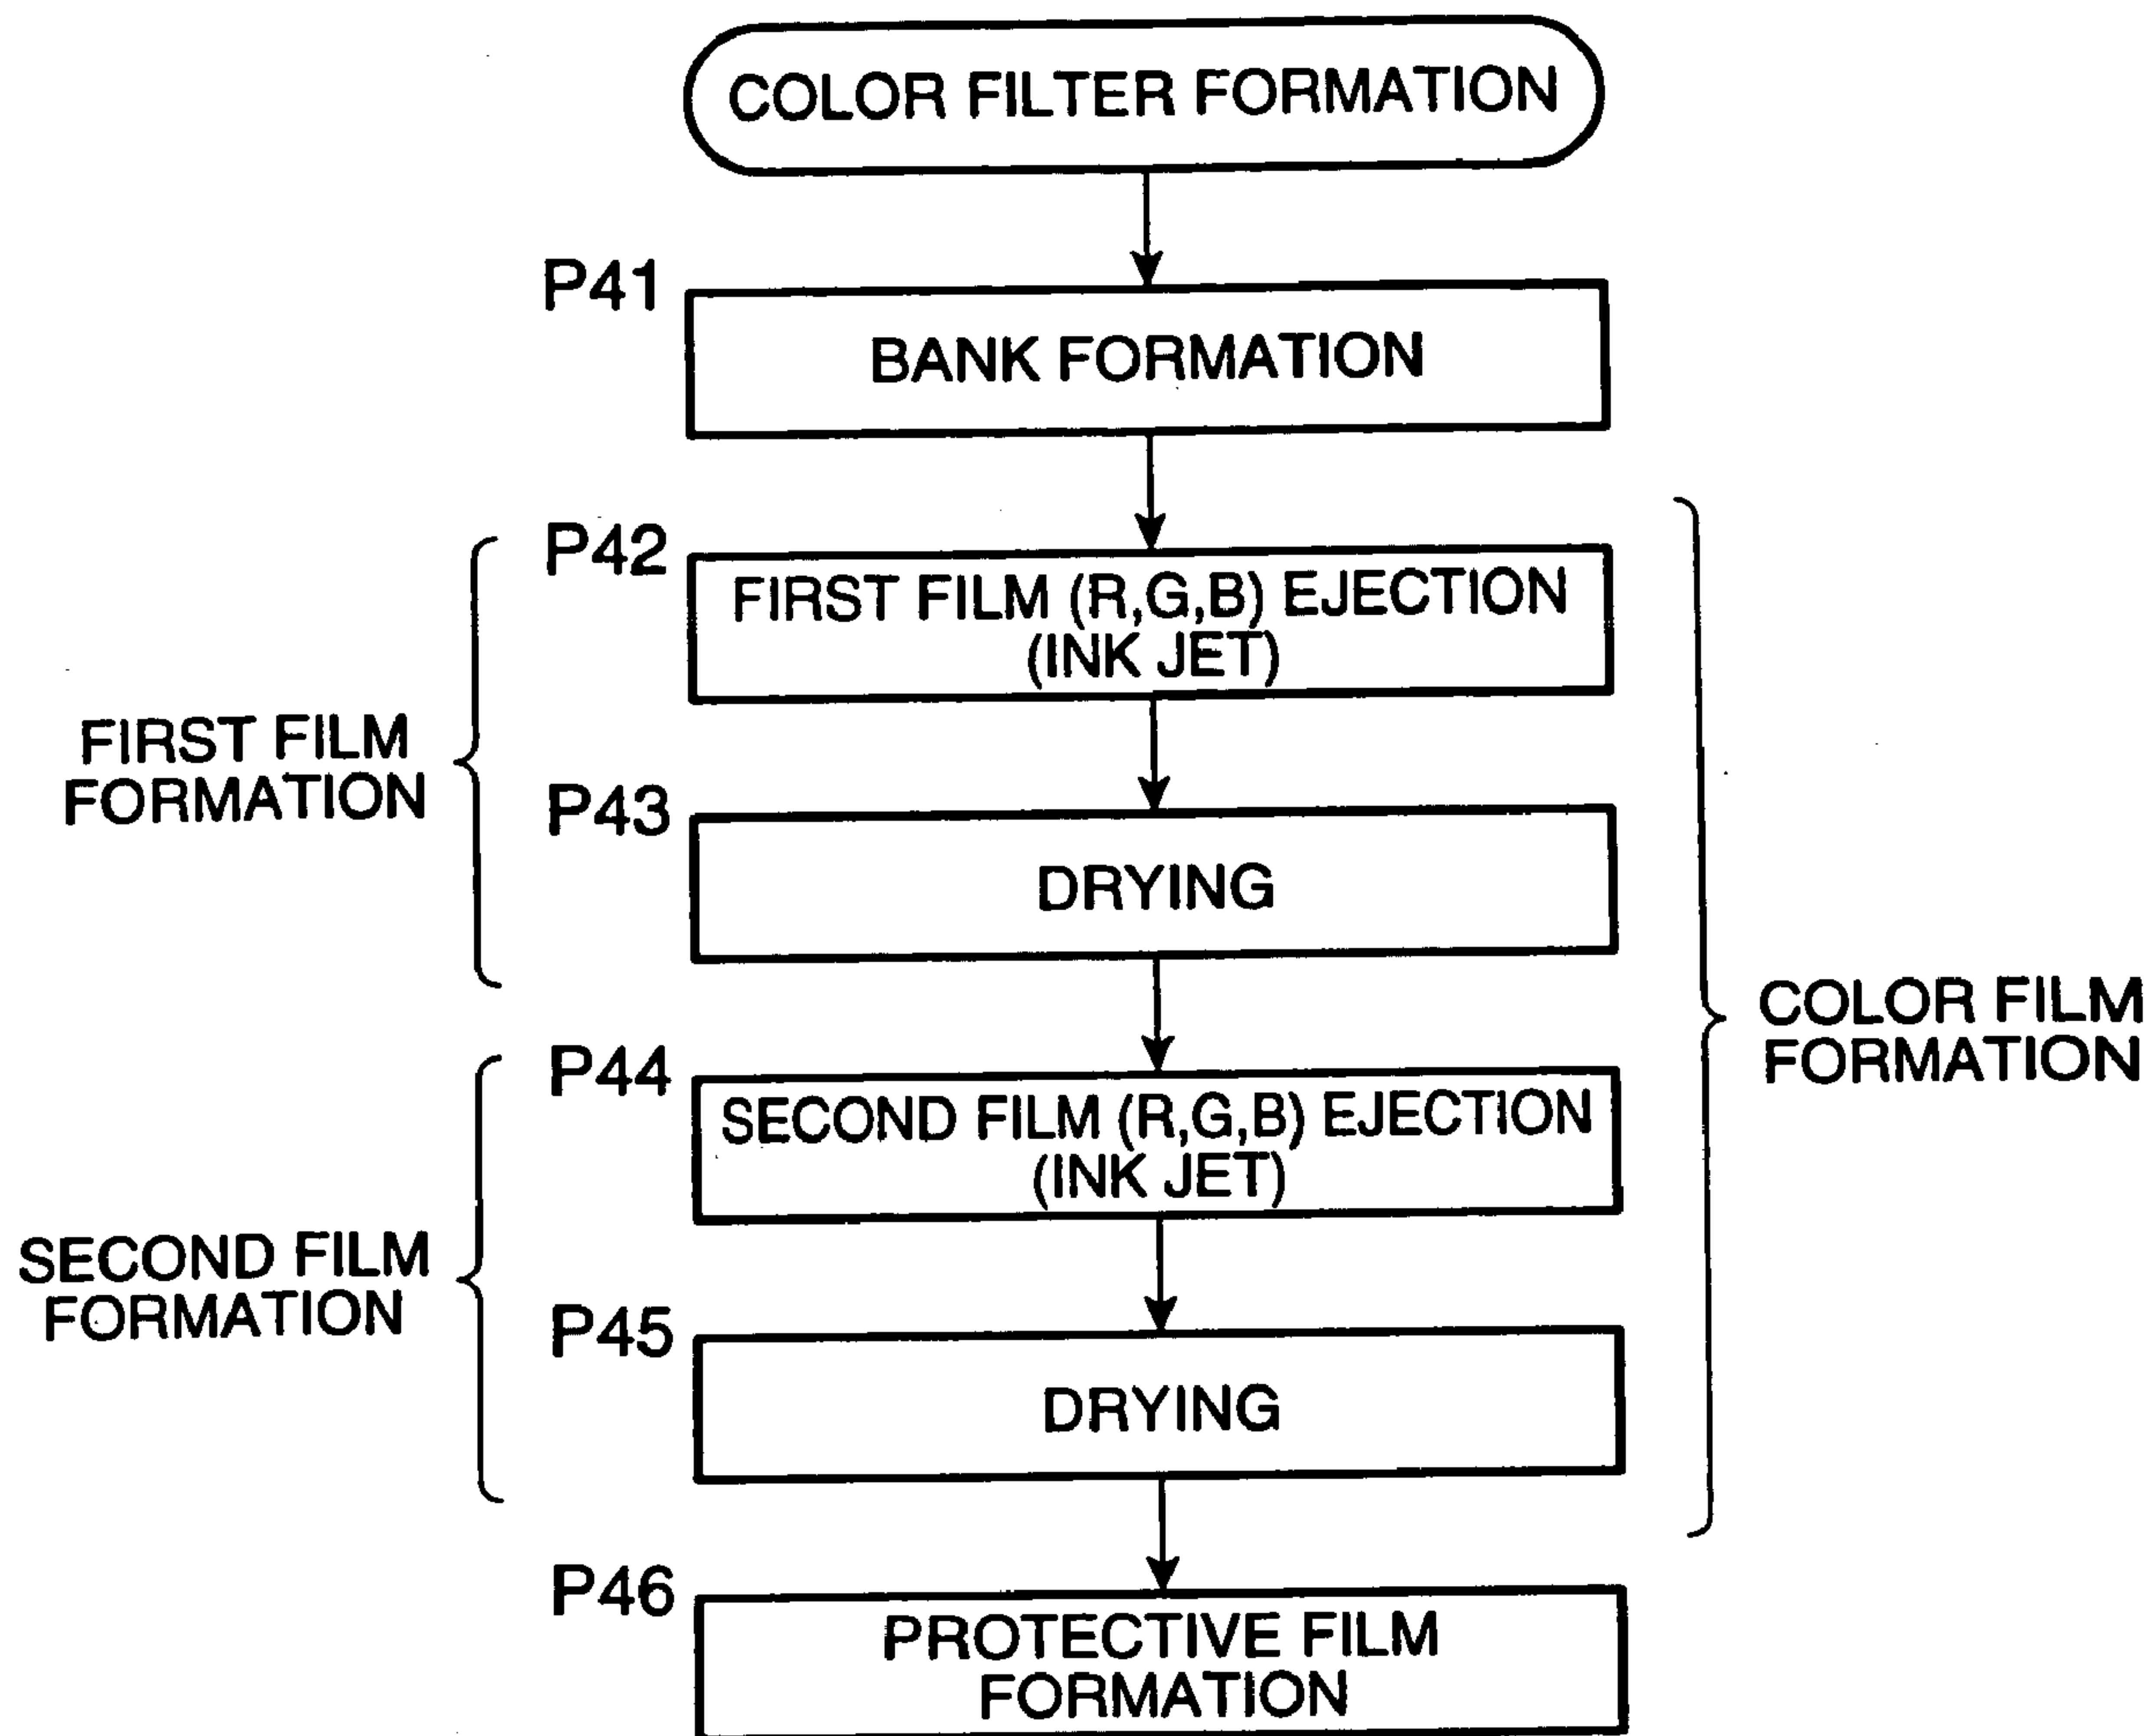 COLOR FILTER FORMATION
P41
BANK FORMATION
P42
FIRST FILM (R,G,B) EJECTION
(INK JET)
FIRST FILM
FORMATION
P43
DRYING
COLOR FILM
FORMATION
P44
SECOND FILM (R,G,B) EJECTION
(INK JET)
SECOND FILM
FORMATION
P45
DRYING
P46
PROTECTIVE FILM
FORMATION